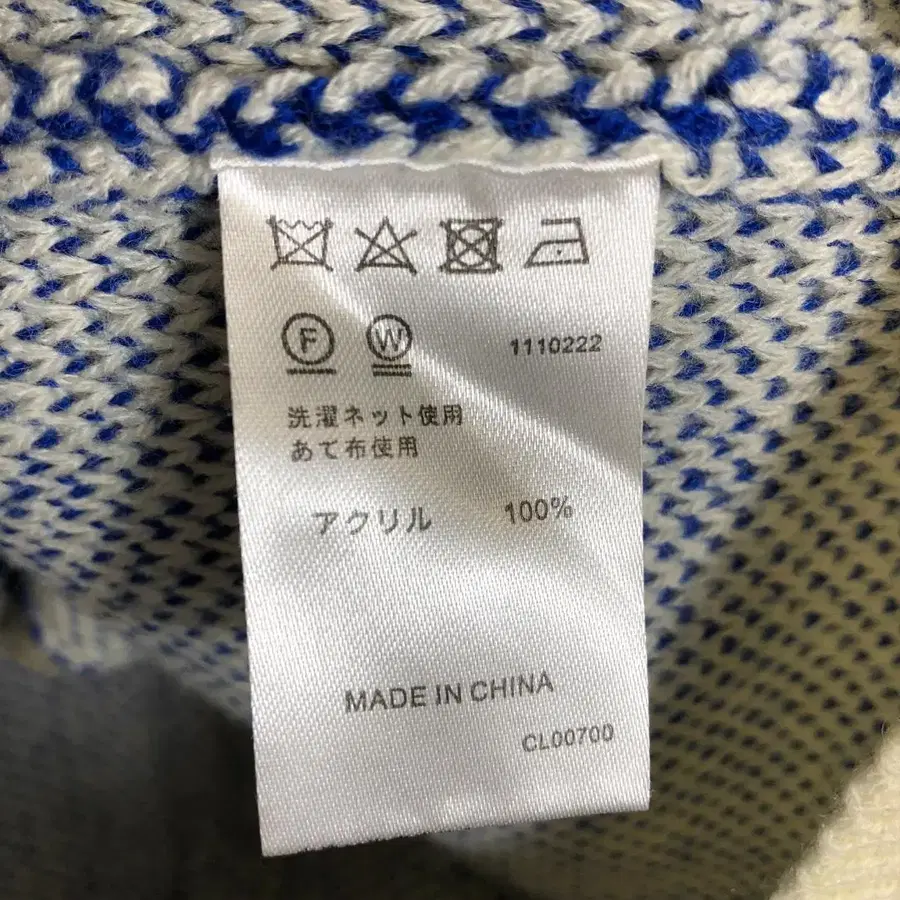 F W 1110222
洗濯ネット使用
あて布使用
アクリル 100%
MADE IN CHINA
CL00700